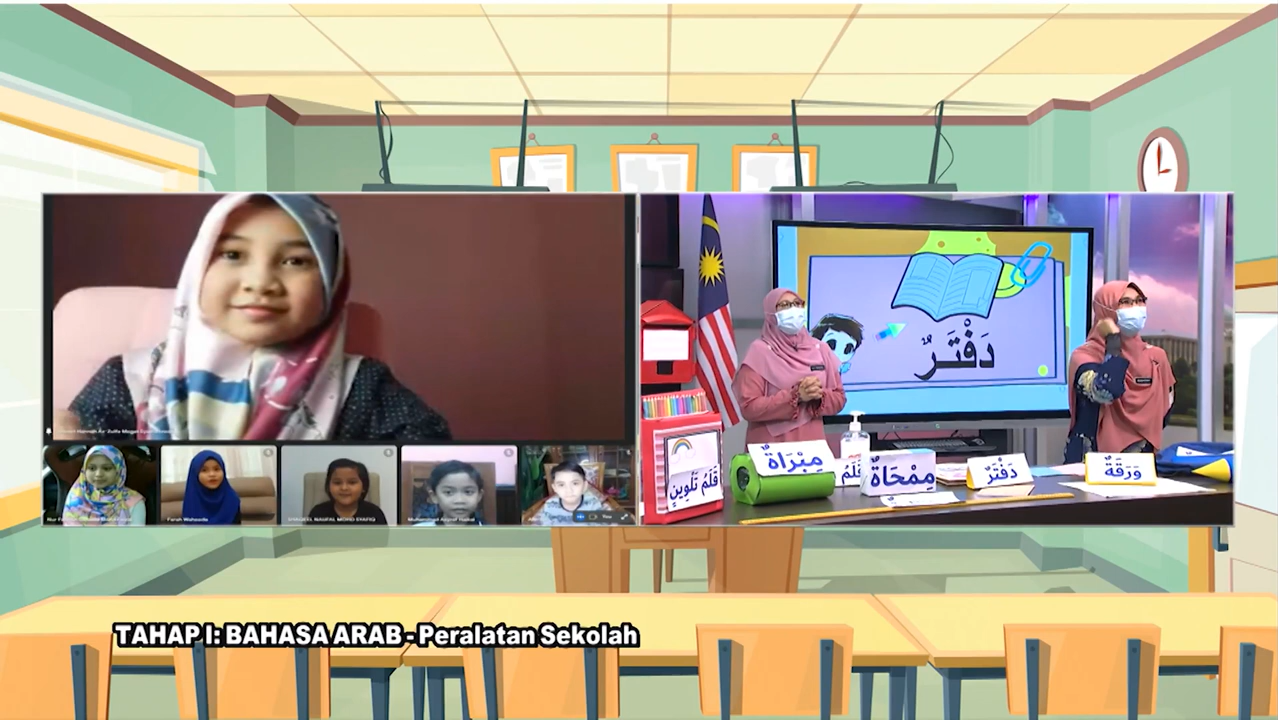 دَفْتَرٌ
مِبْرَاةٌ
قَلَمُ تَلْوِينٍ
مِمْحَاةٌ
دَفْتَرٌ
وَرَقَةٌ
Farah Waheeda
TAHAP I: BAHASA ARAB - Peralatan Sekolah